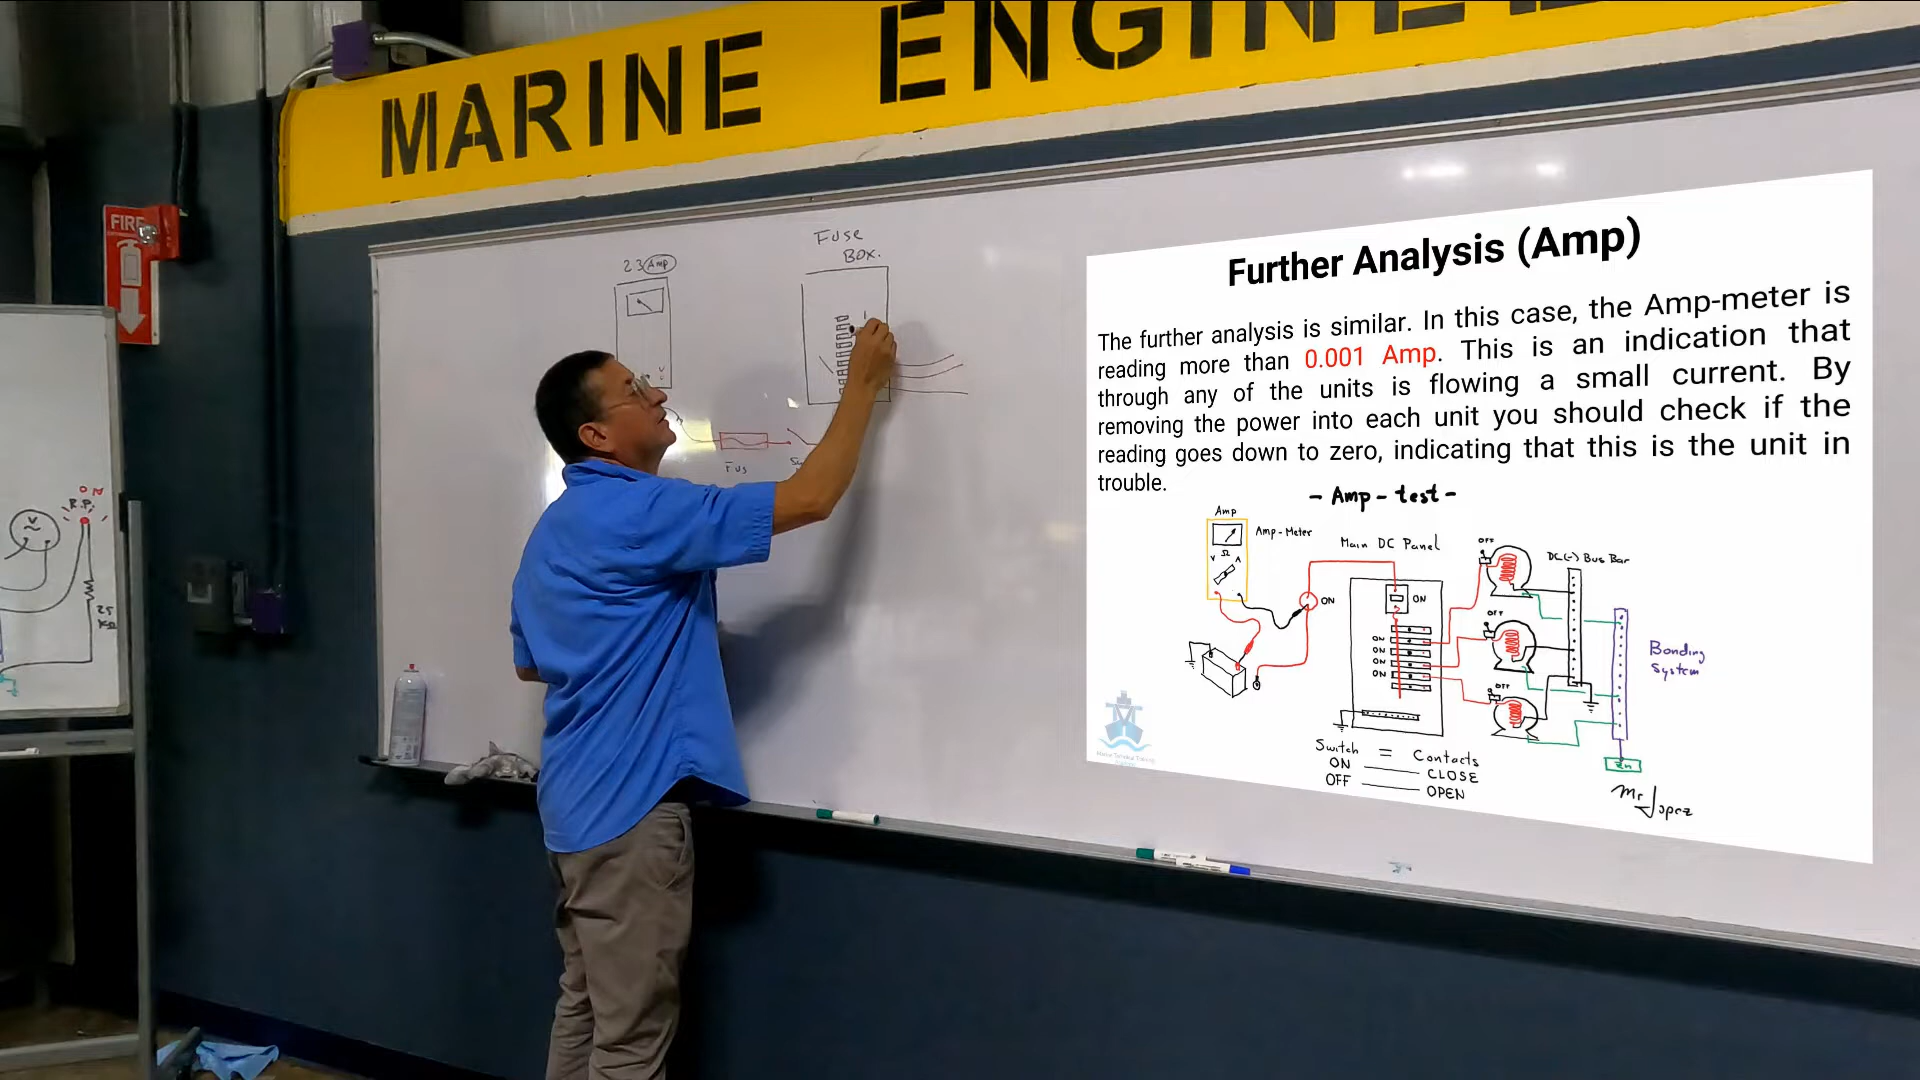 MARINE ENGINEE
FIRE
Fuse
Box.
23 Amp
Fus
ON
R.P.
V
25
KΩ
Further Analysis (Amp)
The further analysis is similar. In this case, the Amp-meter is
reading more than 0.001 Amp. This is an indication that
through any of the units is flowing a small current. By
removing the power into each unit you should check if the
reading goes down to zero, indicating that this is the unit in
trouble.
- Amp - test -
Amp
Amp-Meter
V Ω A
Main DC Panel
ON
ON
ON
ON
ON
ON
OFF
OFF
OFF
DC(-) Bus Bar
Bonding
System
Zn
Switch = Contacts
ON ——— CLOSE
OFF ——— OPEN
Mr Lopez